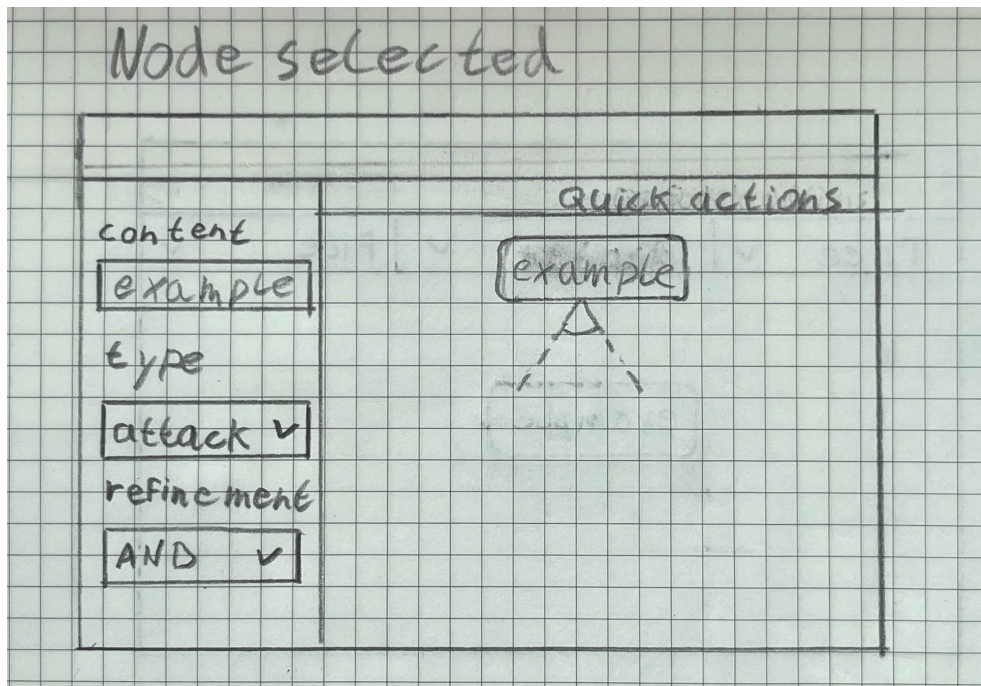 Node selected
Quick actions
content
example
type
attack
refinement
AND
example